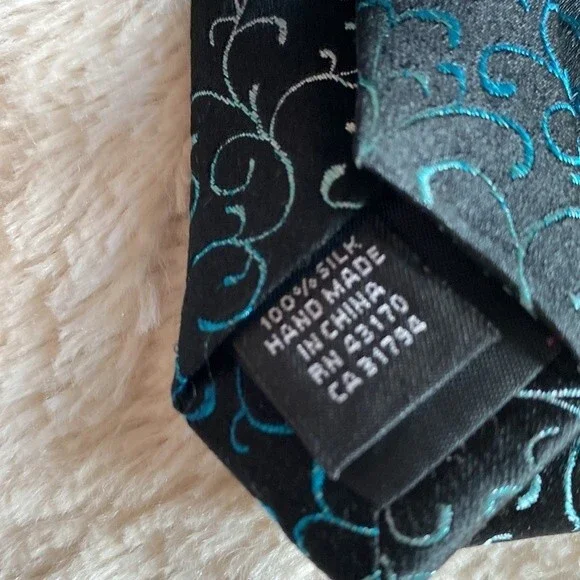 100% SILK
HAND MADE
IN CHINA
RN 43170
CA 31794